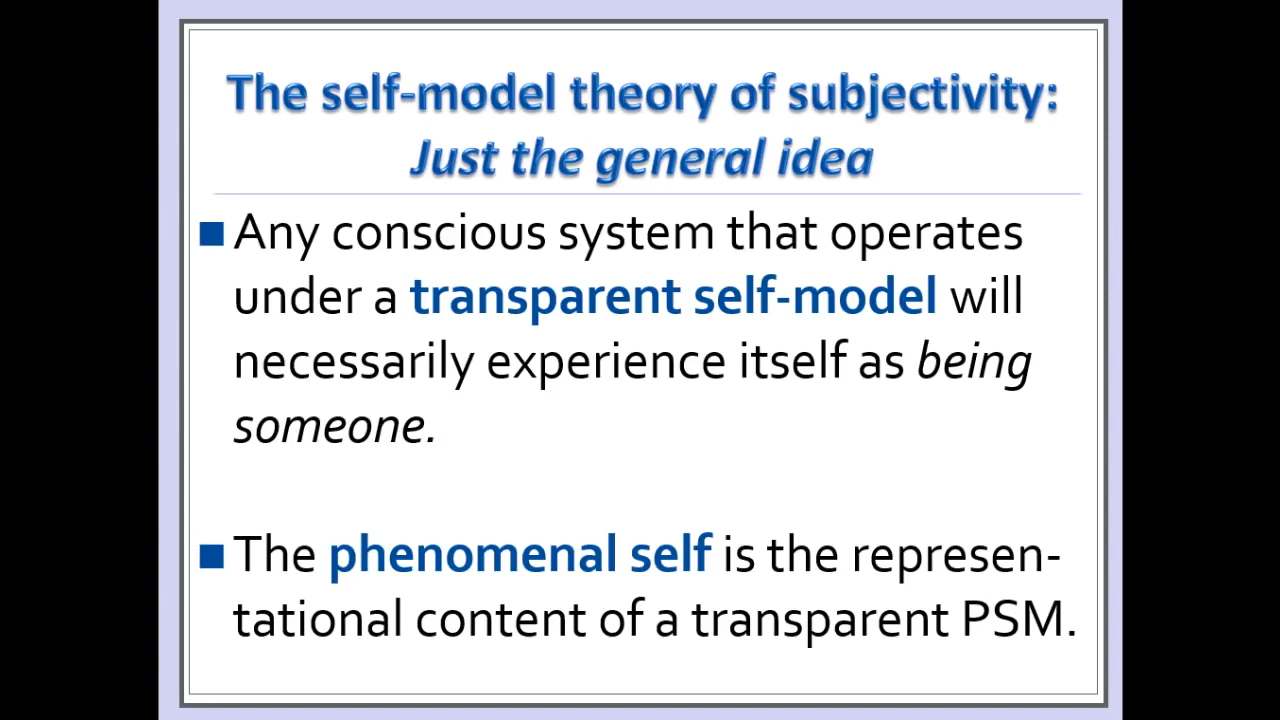 The self-model theory of subjectivity:
Just the general idea
Any conscious system that operates
under a transparent self-model will
necessarily experience itself as being
someone.
The phenomenal self is the represen-
tational content of a transparent PSM.